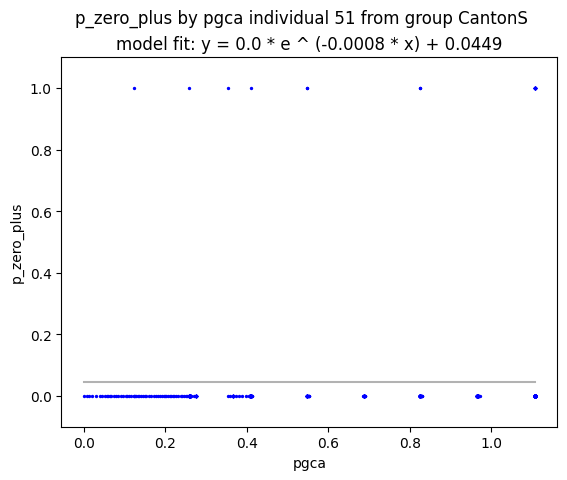 p_zero_plus by pgca individual 51 from group CantonS
model fit: y = 0.0 * e ^ (-0.0008 * x) + 0.0449
1.0
0.8
0.6
0.4
0.2
0.0
p_zero_plus
0.0 0.2 0.4 0.6 0.8 1.0
pgca